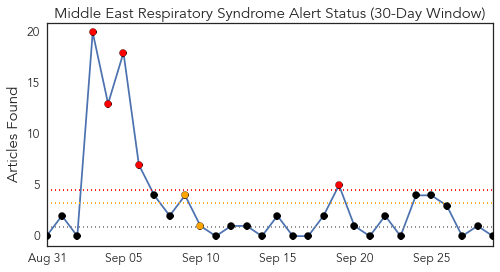 Middle East Respiratory Syndrome Alert Status (30-Day Window)
Articles Found
20
15
10
5
0
Aug 31 Sep 05 Sep 10 Sep 15 Sep 20 Sep 25